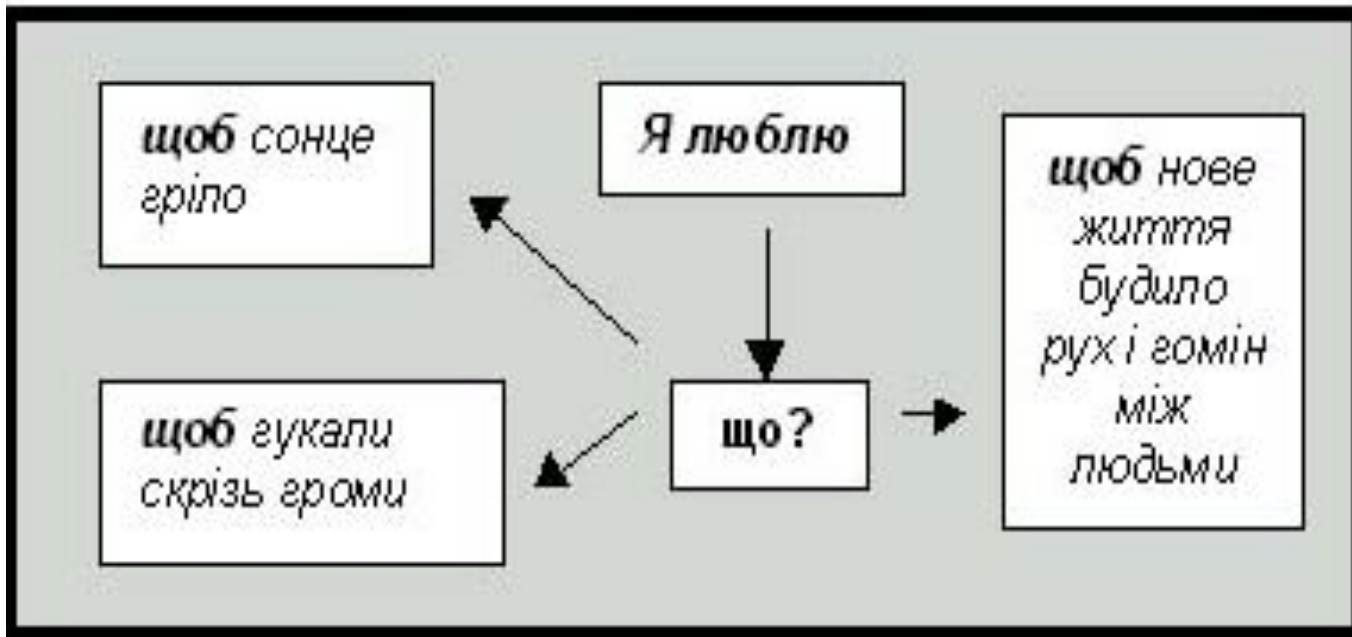 щоб сонце
гріло
Я люблю
щоб нове
життя
будило
рух і гомін
між
людьми
що?
щоб гукали
скрізь громи